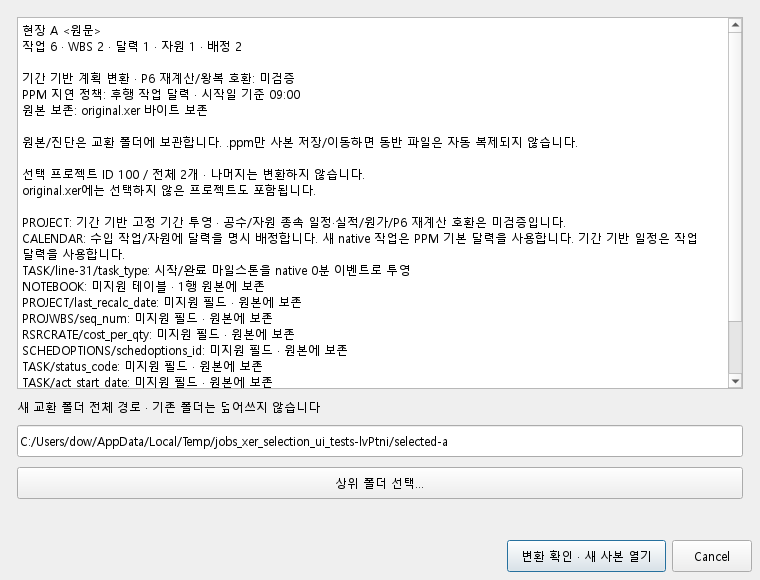 현장 A <원문>
작업 6 · WBS 2 · 달력 1 · 자원 1 · 배정 2
기간 기반 계획 변환 · P6 재계산/왕복 호환: 미검증
PPM 지연 정책: 후행 작업 달력 · 시작일 기준 09:00
원본 보존: original.xer 바이트 보존
원본/진단은 교환 폴더에 보관합니다. .ppm만 사본 저장/이동하면 동반 파일은 자동 복제되지 않습니다.
선택 프로젝트 ID 100 / 전체 2개 · 나머지는 변환하지 않습니다.
original.xer에는 선택하지 않은 프로젝트도 포함됩니다.
PROJECT: 기간 기반 고정 기간 투영 · 공수/자원 종속 일정·실적/원가/P6 재계산 호환은 미검증입니다.
CALENDAR: 수입 작업/자원에 달력을 명시 배정합니다. 새 native 작업은 PPM 기본 달력을 사용합니다. 기간 기반 일정은 작업
달력을 사용합니다.
TASK/line-31/task_type: 시작/완료 마일스톤을 native 0분 이벤트로 투영
NOTEBOOK: 미지원 테이블 · 1행 원본에 보존
PROJECT/last_recalc_date: 미지원 필드 · 원본에 보존
PROJWBS/seq_num: 미지원 필드 · 원본에 보존
RSRCRATE/cost_per_qty: 미지원 필드 · 원본에 보존
SCHEDOPTIONS/schedoptions_id: 미지원 필드 · 원본에 보존
TASK/status_code: 미지원 필드 · 원본에 보존
TASK/act_start_date: 미지원 필드 · 원본에 보존
새 교환 폴더 전체 경로 · 기존 폴더는 덮어쓰지 않습니다
C:/Users/dow/AppData/Local/Temp/jobs_xer_selection_ui_tests-lvPtni/selected-a
상위 폴더 선택...
변환 확인 · 새 사본 열기
Cancel